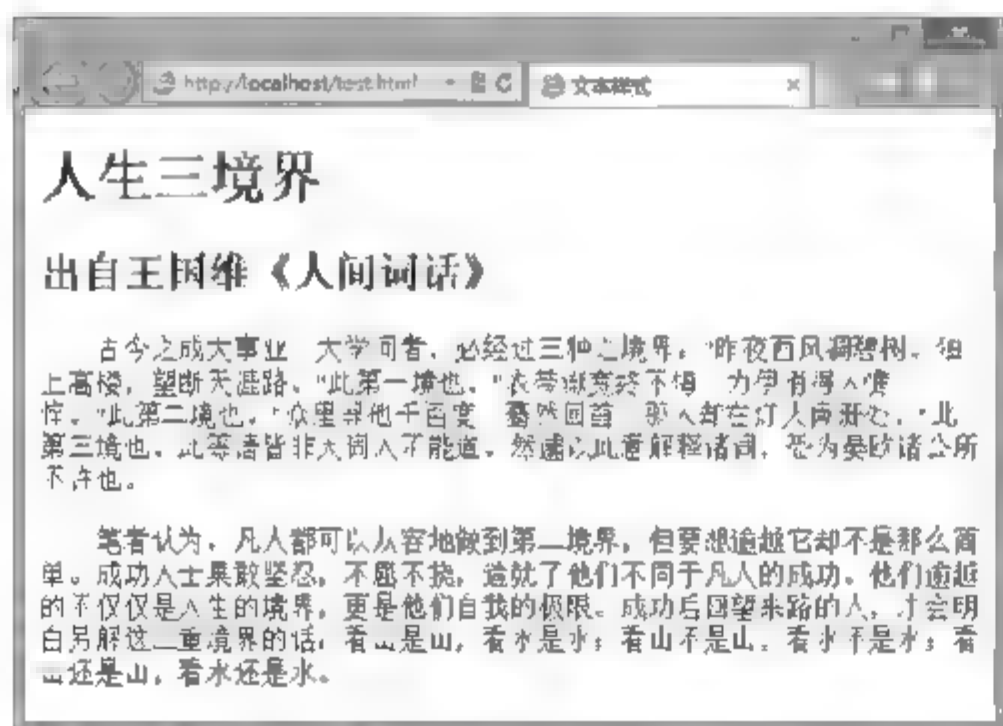 http://localhost/test.html
文本样式
人生三境界
出自王国维《人间词话》
古今之成大事业 大学问者，必经过三种之境界。"昨夜西风凋碧树。独
上高楼，望断天涯路。"此第一境也。"衣带渐宽终不悔 为伊消得人憔
悴。"此第二境也。"众里寻他千百度 蓦然回首 那人却在灯火阑珊处。"此
第三境也。此等语皆非大词人不能道。然遽以此意解释诸词，恐为晏欧诸公所
不许也。
笔者认为，凡人都可以从容地做到第二境界，但要想逾越它却不是那么简
单。成功人士果敢坚忍，不屈不挠，造就了他们不同于凡人的成功。他们逾越
的不仅仅是人生的境界，更是他们自我的极限。成功后回望来路的人，才会明
白另解这三重境界的话：看山是山，看水是水；看山不是山，看水不是水；看
山还是山，看水还是水。